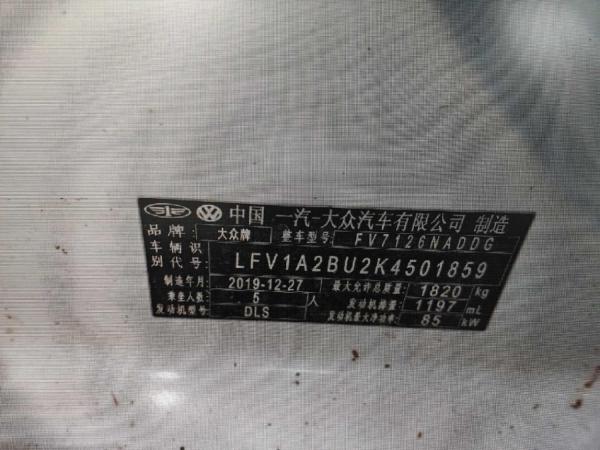 中国 一汽-大众汽车有限公司 制造
品牌: 大众牌 整车型号: FV7126NADDG
车辆识别代号: LFV1A2BU2K4501859
制造年月: 2019-12-27 最大允许总质量: 1820 kg
乘坐人数: 5 人 发动机排量: 1197 mL
发动机型号: DLS 发动机最大净功率: 85 kW